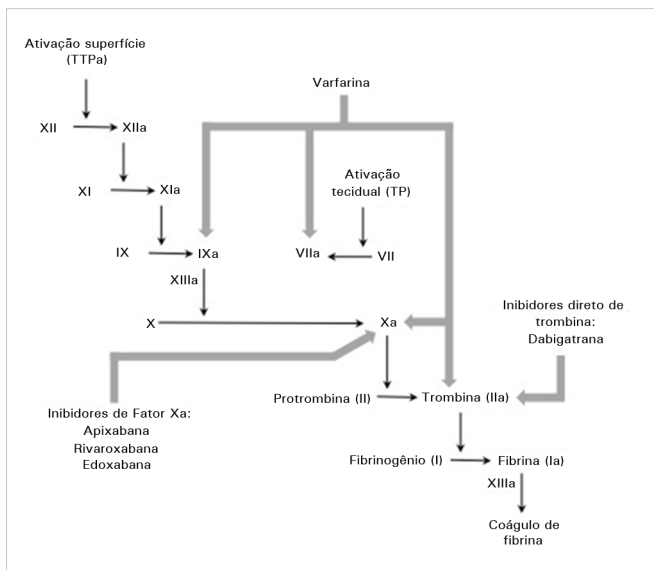 Ativação superfície
(TTPa)
Varfarina
XII
XIIa
Ativação
tecidual (TP)
XI
XIa
IX
IXa
VIIa
VII
XIIIa
X
Xa
Inibidores direto de
trombina:
Dabigatrana
Protrombina (II)
Trombina (IIa)
Inibidores de Fator Xa:
Apixabana
Rivaroxabana
Edoxabana
Fibrinogênio (I)
Fibrina (Ia)
XIIIa
Coágulo de
fibrina